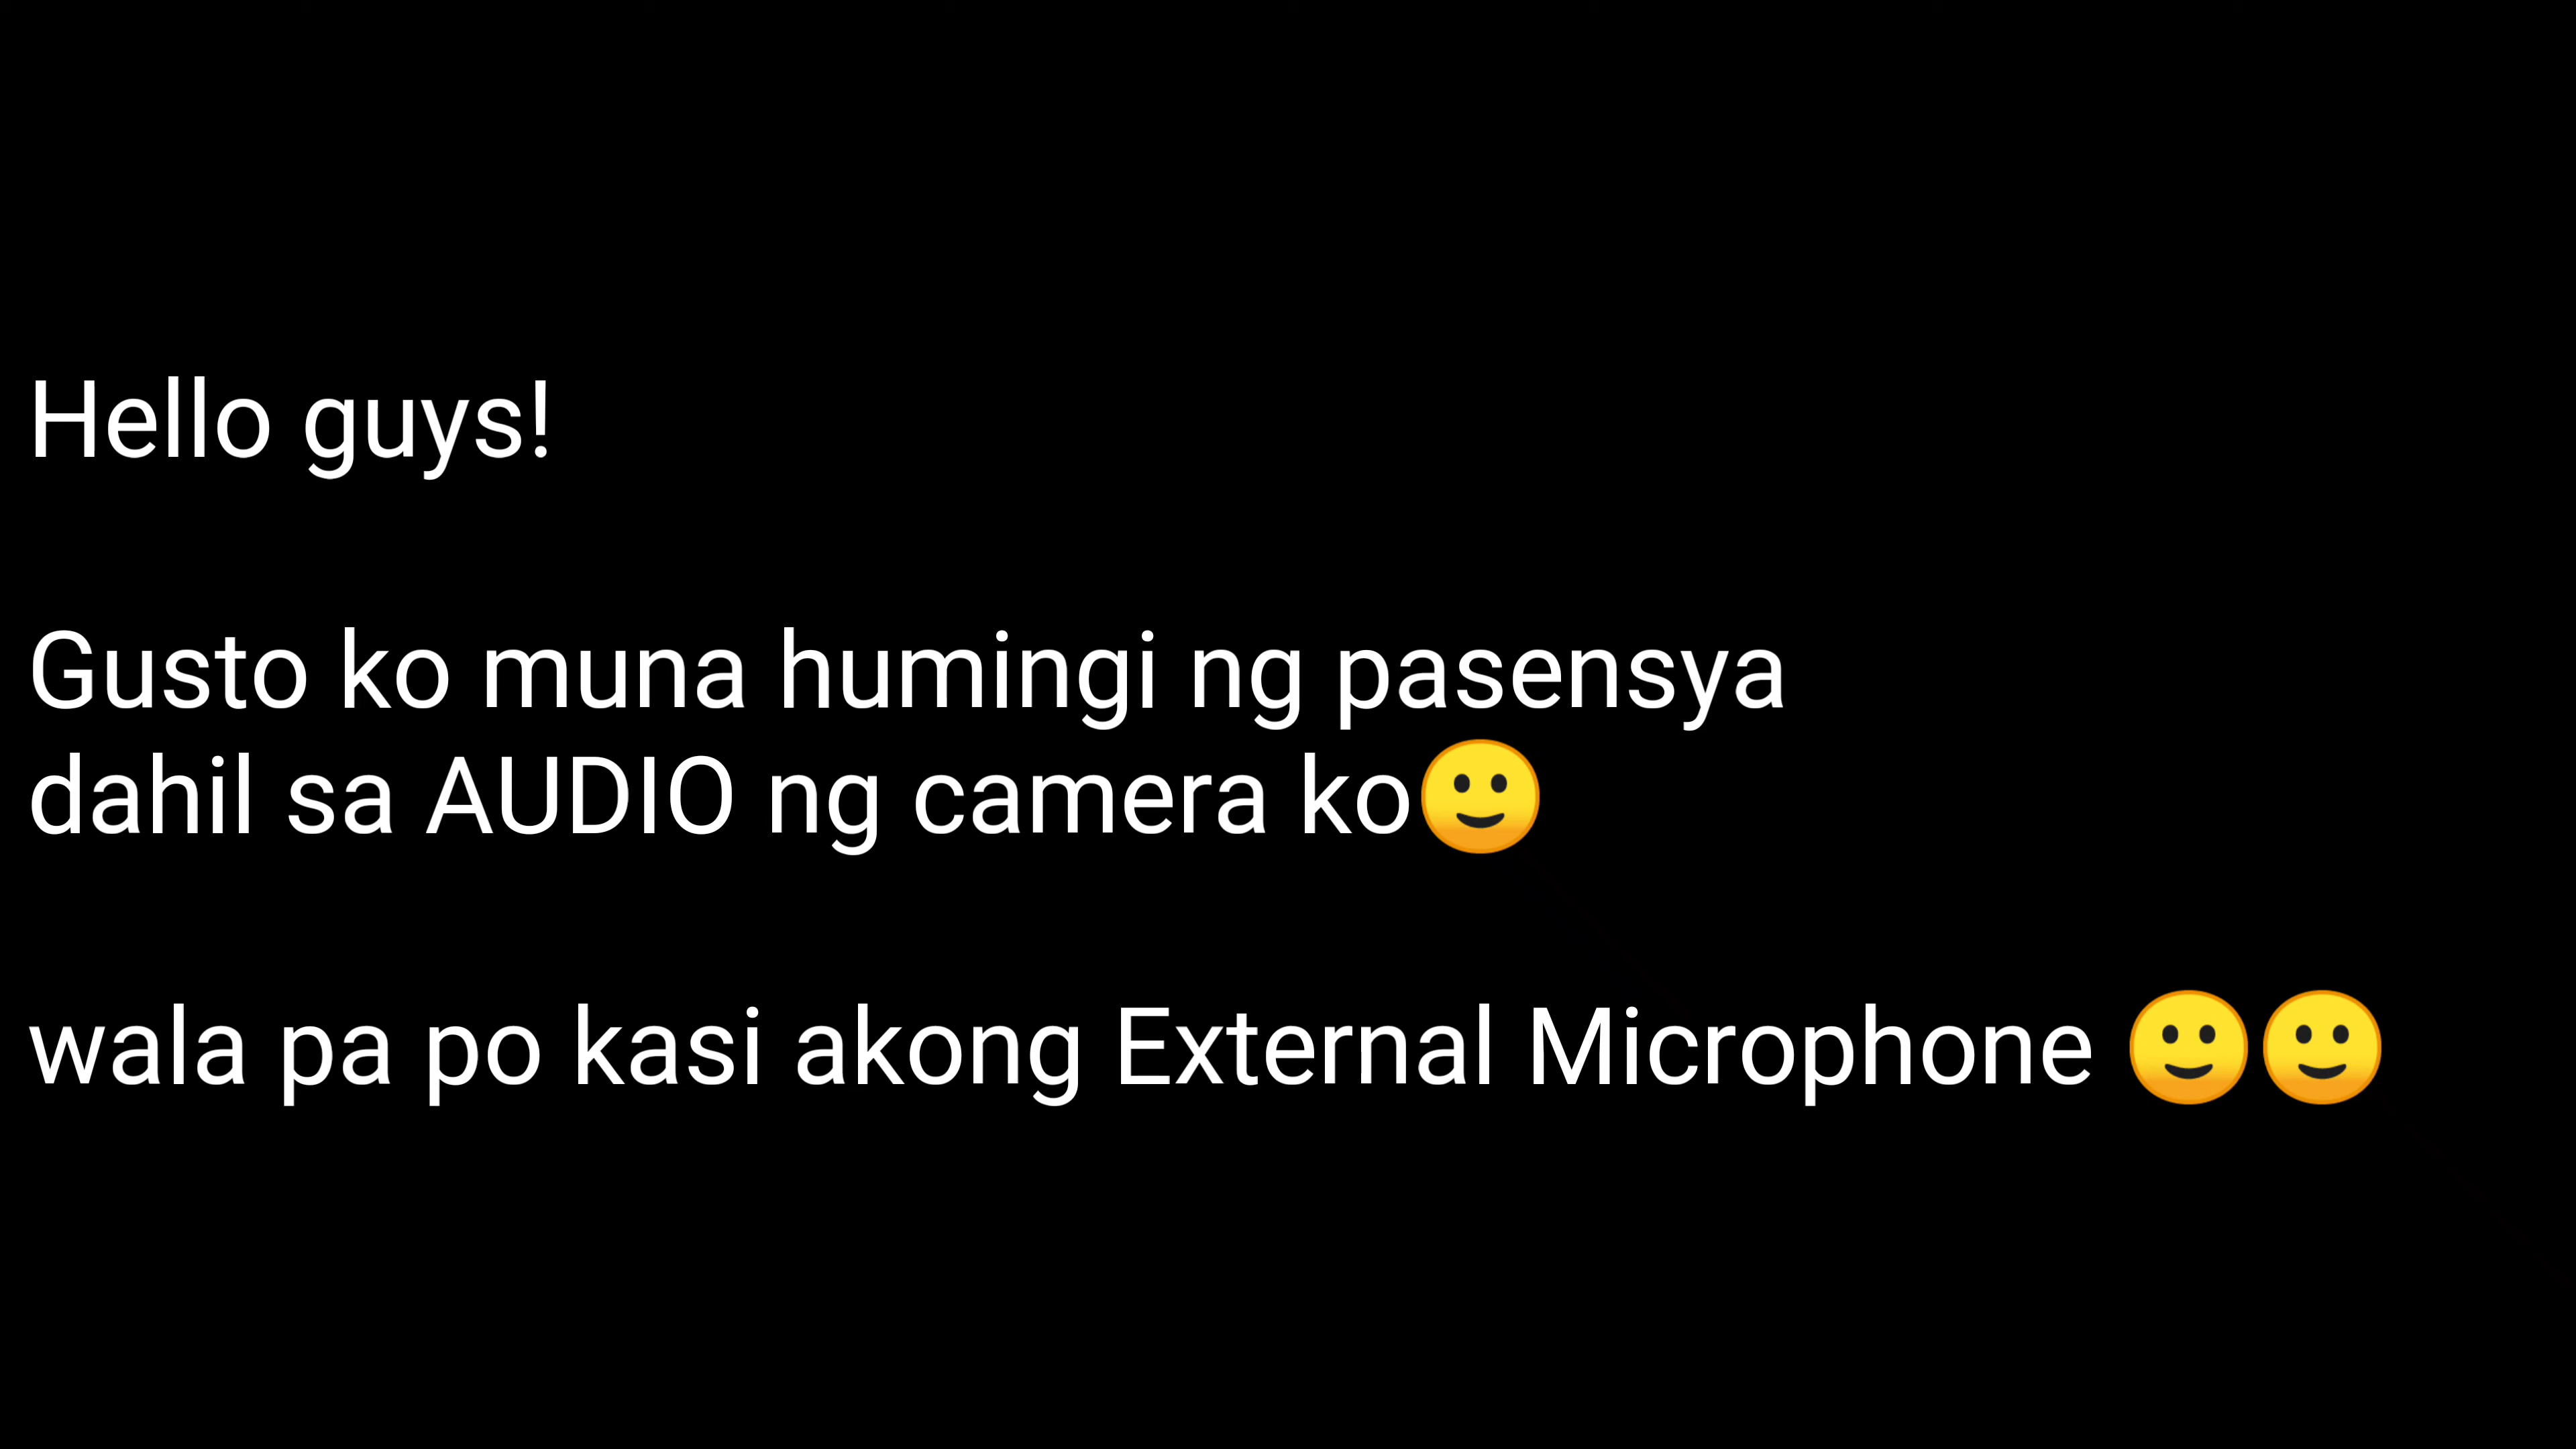 Hello guys!
Gusto ko muna humingi ng pasensya
dahil sa AUDIO ng camera ko🙂
wala pa po kasi akong External Microphone 🙂🙂